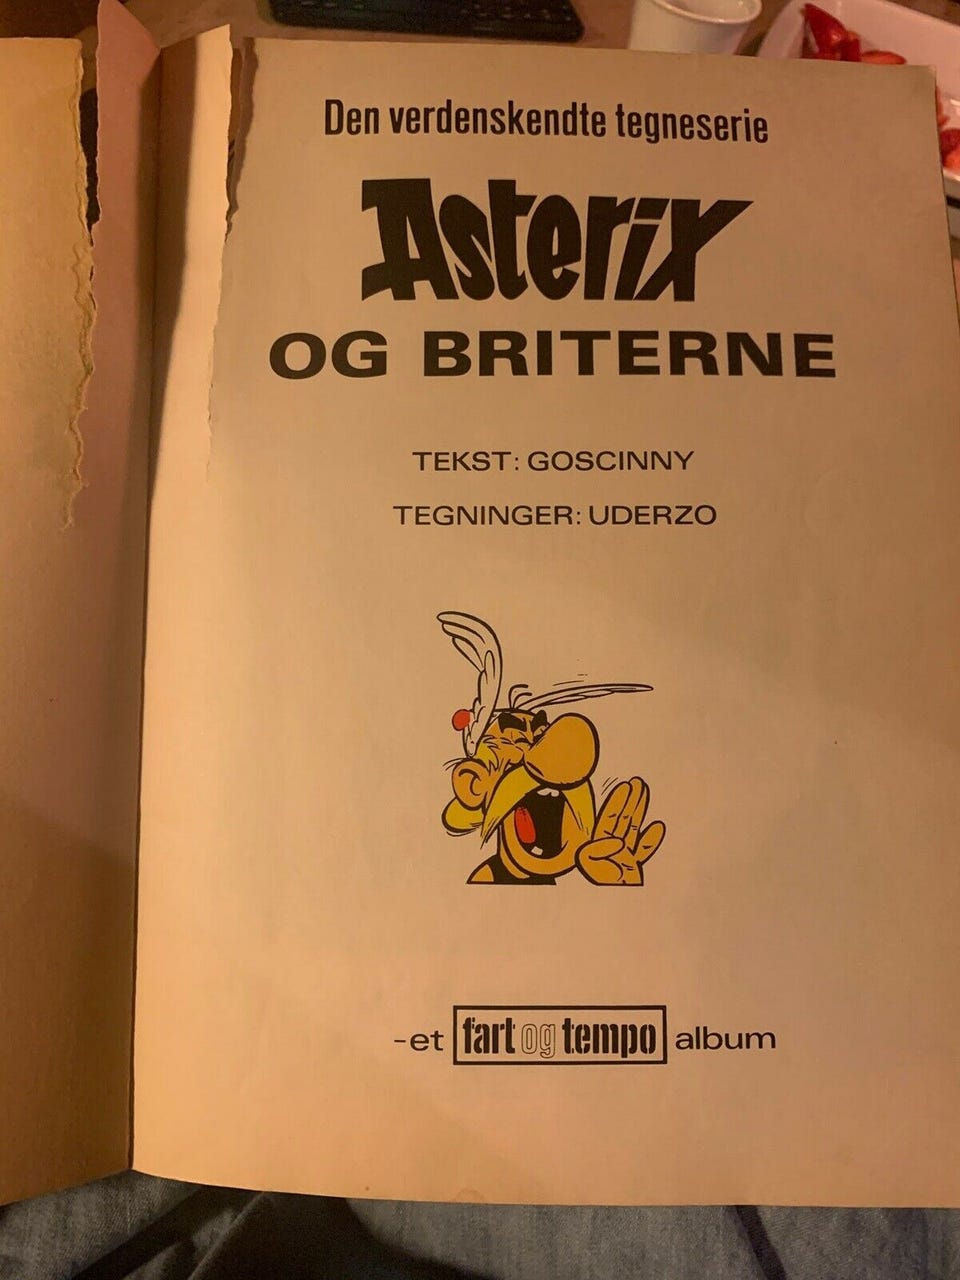 Den verdenskendte tegneserie
Asterix
OG BRITERNE
TEKST: GOSCINNY
TEGNINGER: UDERZO
-et fart og tempo album